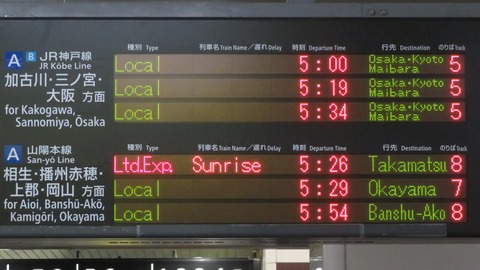 種別 Type 列車名 Train Name／遅れ Delay 時刻 Departure Time 行先 Destination のりば Track
A B JR神戸線
JR Kōbe Line
加古川・三ノ宮・
大阪 方面
for Kakogawa,
Sannomiya, Ōsaka
Local 5:00 Osaka・Kyoto Maibara 5
Local 5:19 Osaka・Kyoto Maibara 5
Local 5:34 Osaka・Kyoto Maibara 5
種別 Type 列車名 Train Name／遅れ Delay 時刻 Departure Time 行先 Destination のりば Track
A 山陽本線
San-yō Line
相生・播州赤穂・
上郡・岡山 方面
for Aioi, Banshū-Akō,
Kamigōri, Okayama
Ltd.Exp. Sunrise 5:26 Takamatsu 8
Local 5:29 Okayama 7
Local 5:54 Banshu-Ako 8